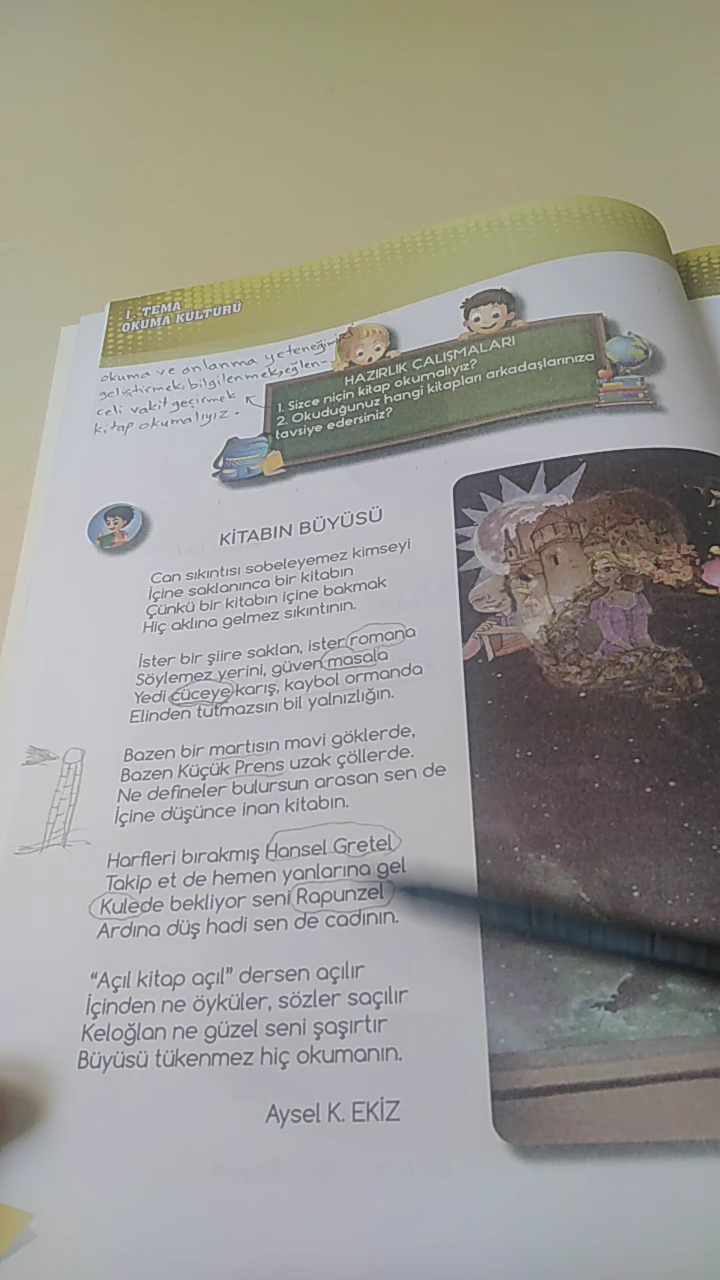 1. TEMA
OKUMA KÜLTÜRÜ
okuma ve anlanma yeteneğimizi
geliştirmek, bilgilenmek, eğlen-
celi vakit geçirmek
kitap okumalıyız.
HAZIRLIK ÇALIŞMALARI
1. Sizce niçin kitap okumalıyız?
2. Okuduğunuz hangi kitapları arkadaşlarınıza
tavsiye edersiniz?
KİTABIN BÜYÜSÜ
Can sıkıntısı sobeleyemez kimseyi
İçine saklanınca bir kitabın
Çünkü bir kitabın içine bakmak
Hiç aklına gelmez sıkıntının.
İster bir şiire saklan, ister romana
Söylemez yerini, güven masala
Yedi cüceye karış, kaybol ormanda
Elinden tutmazsın bil yalnızlığın.
Bazen bir martısın mavi göklerde,
Bazen Küçük Prens uzak çöllerde.
Ne defineler bulursun arasan sen de
İçine düşünce inan kitabın.
Harfleri bırakmış Hansel Gretel
Takip et de hemen yanlarına gel
Kulede bekliyor seni Rapunzel
Ardına düş hadi sen de cadının.
"Açıl kitap açıl" dersen açılır
İçinden ne öyküler, sözler saçılır
Keloğlan ne güzel seni şaşırtır
Büyüsü tükenmez hiç okumanın.
Aysel K. EKİZ